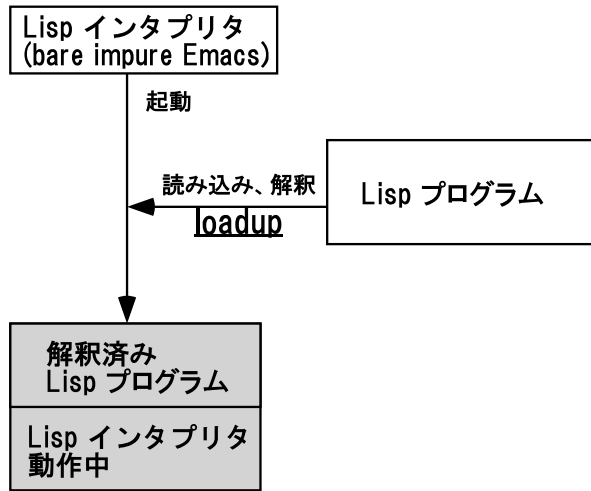 Lisp インタプリタ
(bare impure Emacs)
起動
読み込み、解釈
loadup
Lisp プログラム
解釈済み
Lisp プログラム
Lisp インタプリタ
動作中